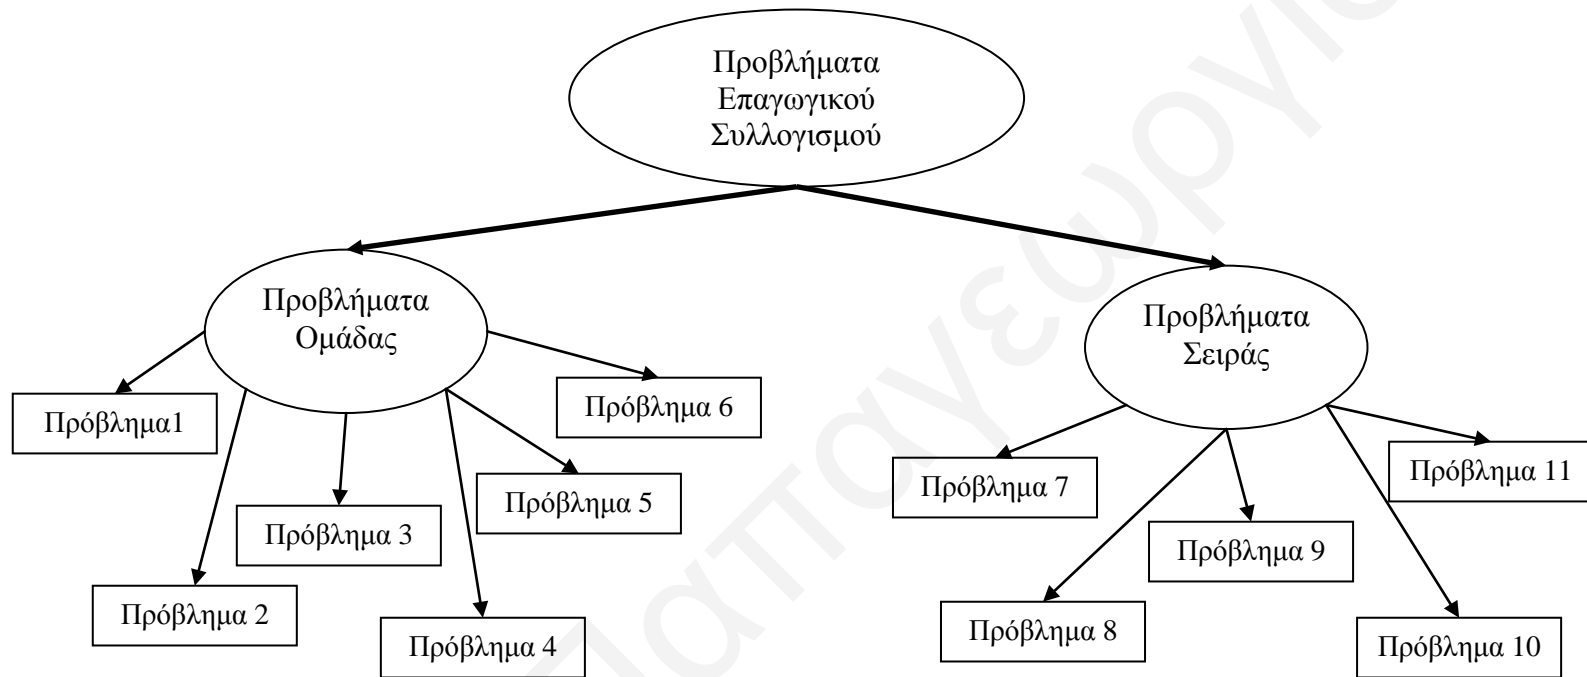 Προβλήματα
Επαγωγικού
Συλλογισμού
Προβλήματα
Ομάδας
Προβλήματα
Σειράς
Πρόβλημα1
Πρόβλημα 2
Πρόβλημα 3
Πρόβλημα 4
Πρόβλημα 5
Πρόβλημα 6
Πρόβλημα 7
Πρόβλημα 8
Πρόβλημα 9
Πρόβλημα 10
Πρόβλημα 11